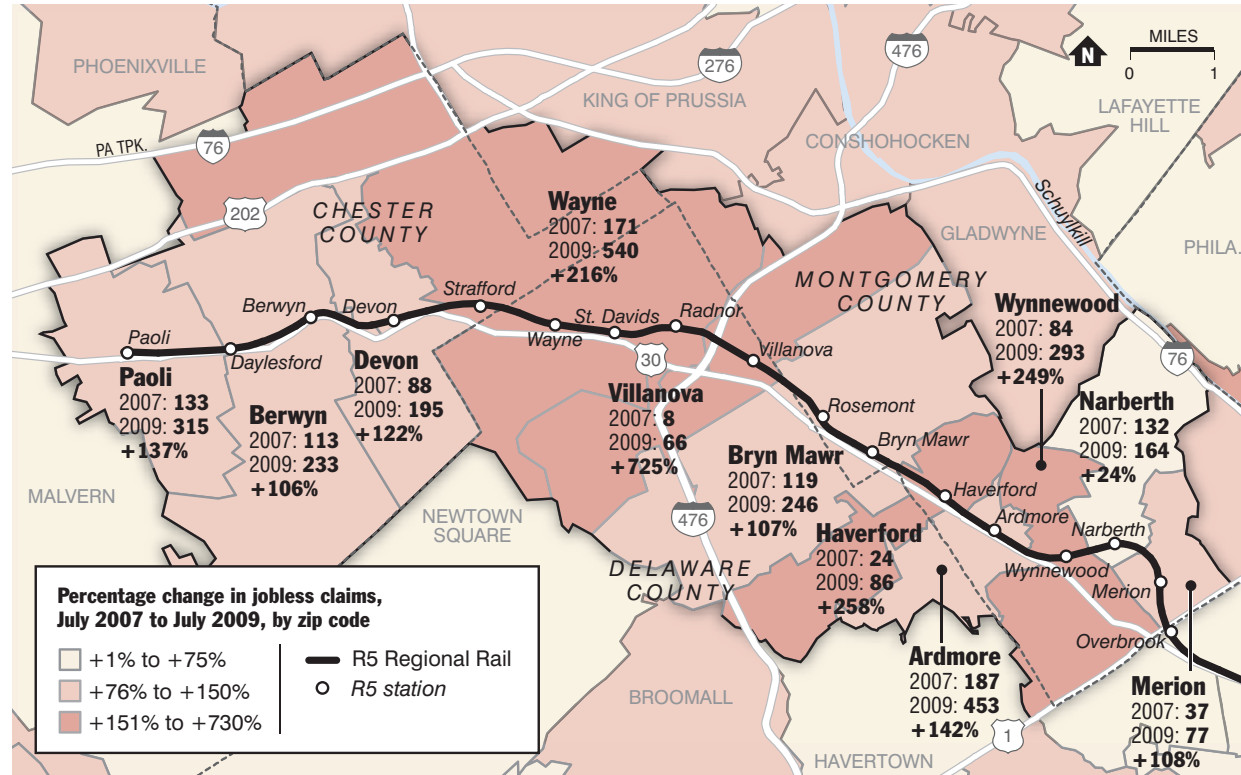 PHOENIXVILLE
276
476
N
MILES
0 1
KING OF PRUSSIA
LAFAYETTE
HILL
PA TPK.
76
CONSHOHOCKEN
Schuylkill
202
CHESTER
COUNTY
Wayne
2007: 171
2009: 540
+216%
GLADWYNE
PHILA.
MONTGOMERY
COUNTY
Strafford
Berwyn
Devon
St. Davids
Radnor
Paoli
Daylesford
Wayne
30
Villanova
76
Wynnewood
2007: 84
2009: 293
+249%
Paoli
2007: 133
2009: 315
+137%
Berwyn
2007: 113
2009: 233
+106%
Devon
2007: 88
2009: 195
+122%
Villanova
2007: 8
2009: 66
+725%
Rosemont
Bryn Mawr
Narberth
2007: 132
2009: 164
+24%
Bryn Mawr
2007: 119
2009: 246
+107%
Haverford
Ardmore
Narberth
Wynnewood
Merion
Overbrook
MALVERN
NEWTOWN
SQUARE
476
Haverford
2007: 24
2009: 86
+258%
DELAWARE
COUNTY
Ardmore
2007: 187
2009: 453
+142%
Merion
2007: 37
2009: 77
+108%
BROOMALL
1
HAVERTOWN
Percentage change in jobless claims,
July 2007 to July 2009, by zip code
+1% to +75%
+76% to +150%
+151% to +730%
R5 Regional Rail
R5 station